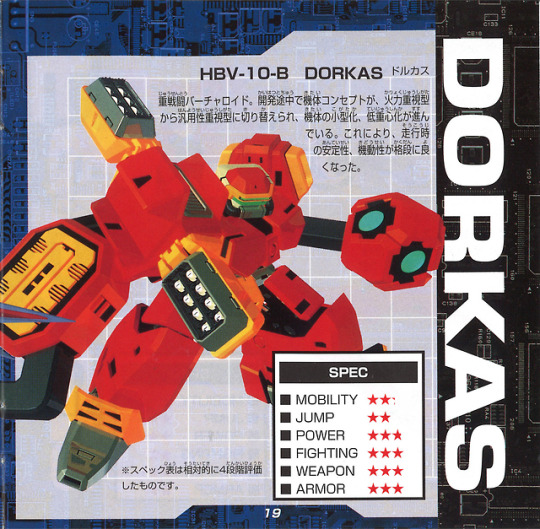 HBV-10-B DORKAS ドルカス
重戦闘バーチャロイド。開発途中で機体コンセプトが、火力重視型
から汎用性重視型に切り替えられ、機体の小型化、低重心化が進ん
でいる。これにより、走行時
の安定性、機動性が格段に良
くなった。
DORKAS
SPEC
■ MOBILITY ★★⯨
■ JUMP ★★
■ POWER ★★★
■ FIGHTING ★★★
■ WEAPON ★★★
■ ARMOR ★★★
※スペック表は相対的に4段階評価
したものです。
19